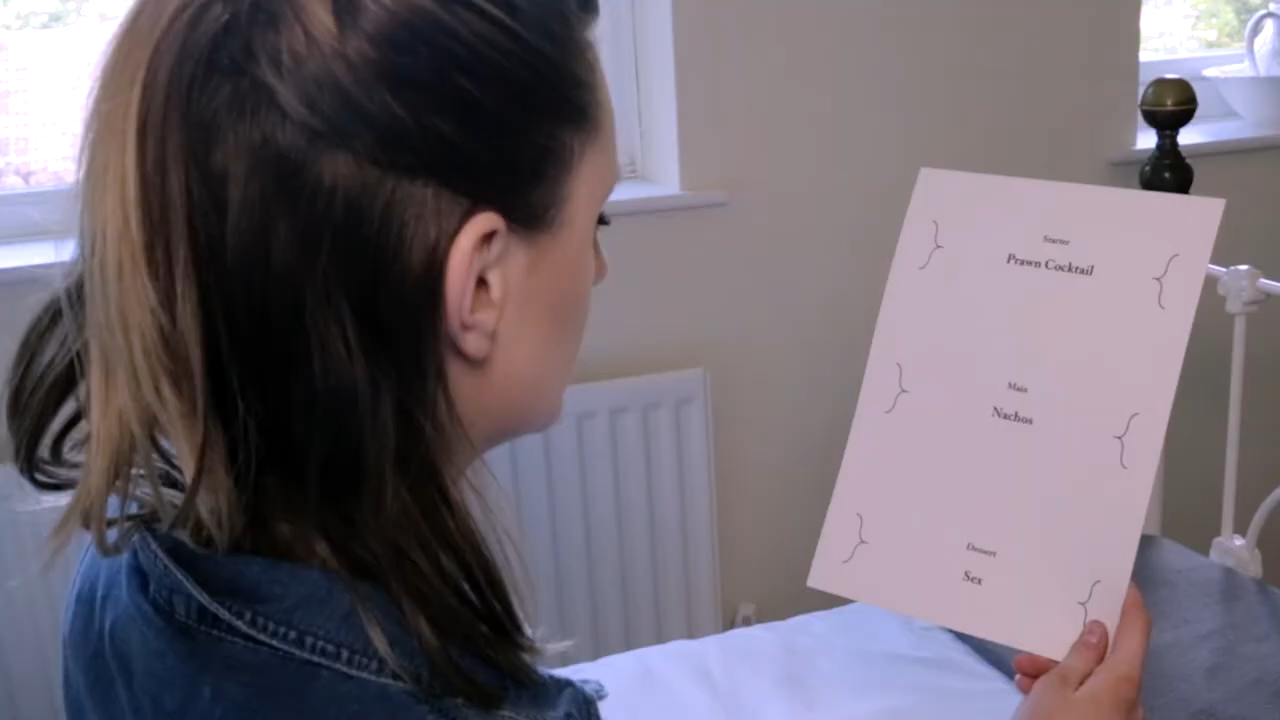 Starter
Prawn Cocktail
Main
Nachos
Dessert
Sex